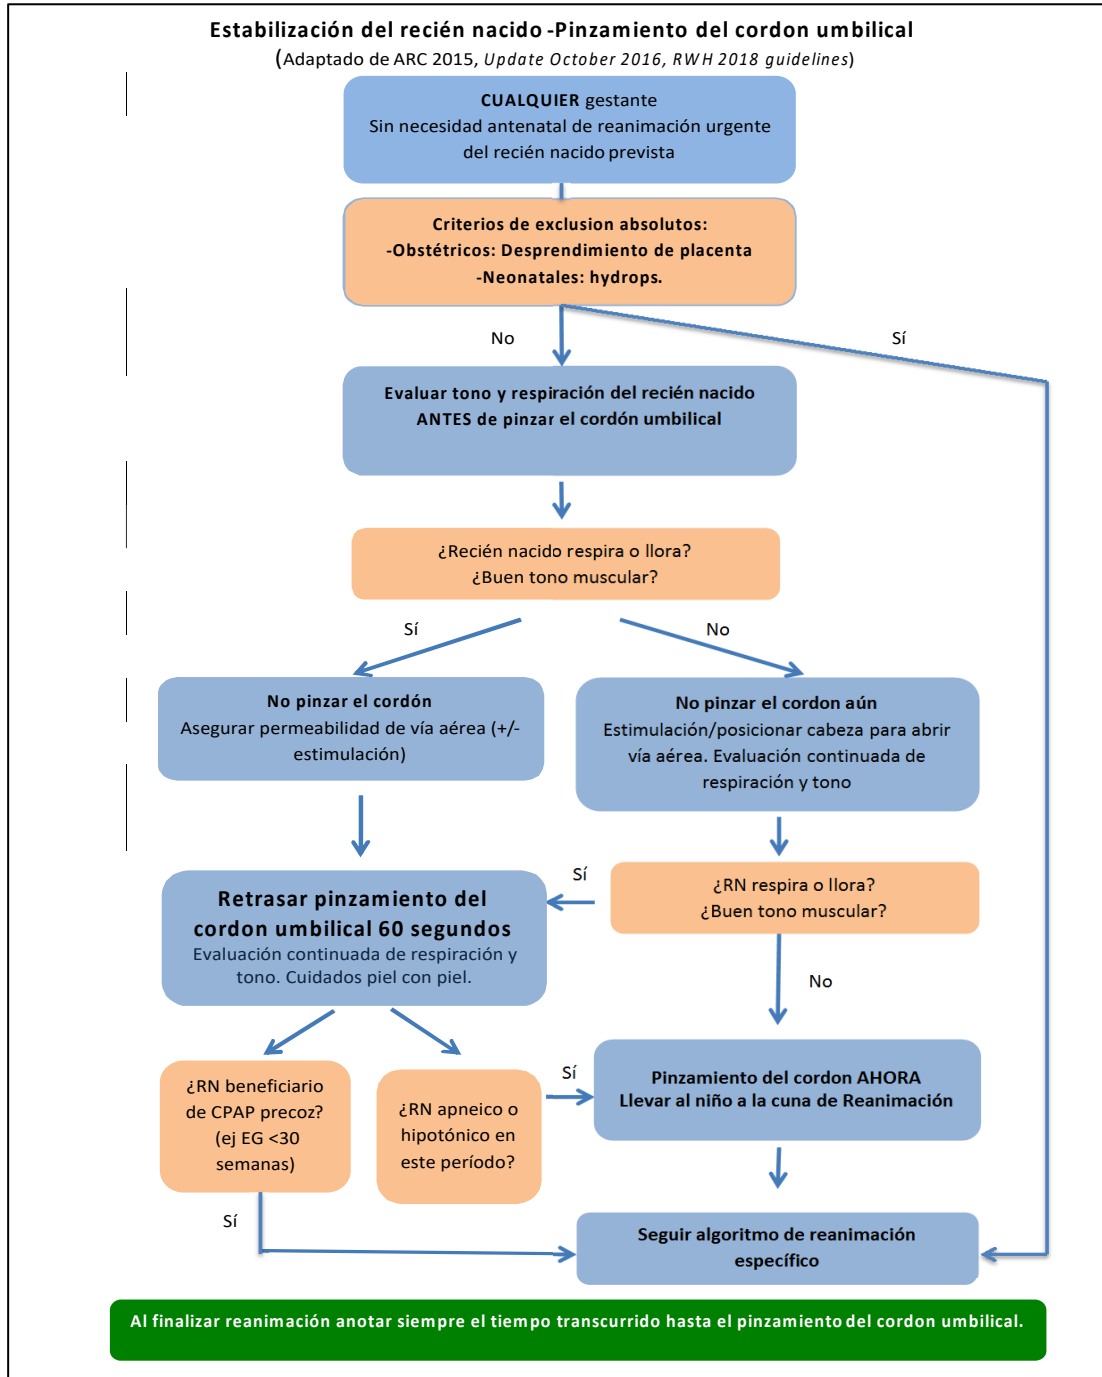 Estabilización del recién nacido -Pinzamiento del cordon umbilical
(Adaptado de ARC 2015, Update October 2016, RWH 2018 guidelines)
CUALQUIER gestante
Sin necesidad antenatal de reanimación urgente
del recién nacido prevista
Criterios de exclusion absolutos:
-Obstétricos: Desprendimiento de placenta
-Neonatales: hydrops.
No
Sí
Evaluar tono y respiración del recién nacido
ANTES de pinzar el cordón umbilical
¿Recién nacido respira o llora?
¿Buen tono muscular?
Sí
No
No pinzar el cordón
Asegurar permeabilidad de vía aérea (+/-
estimulación)
No pinzar el cordon aún
Estimulación/posicionar cabeza para abrir
vía aérea. Evaluación continuada de
respiración y tono
Retrasar pinzamiento del
cordon umbilical 60 segundos
Evaluación continuada de respiración y
tono. Cuidados piel con piel.
Sí
¿RN respira o llora?
¿Buen tono muscular?
No
¿RN beneficiario
de CPAP precoz?
(ej EG <30
semanas)
¿RN apneico o
hipotónico en
este período?
Sí
Pinzamiento del cordon AHORA
Llevar al niño a la cuna de Reanimación
Sí
Seguir algoritmo de reanimación
específico
Al finalizar reanimación anotar siempre el tiempo transcurrido hasta el pinzamiento del cordon umbilical.